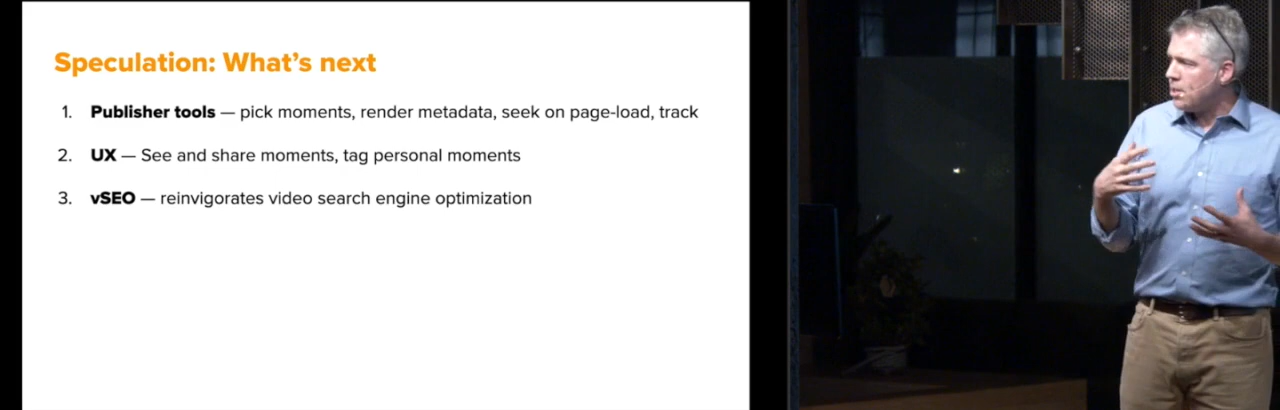 Speculation: What’s next
1. Publisher tools — pick moments, render metadata, seek on page-load, track
2. UX — See and share moments, tag personal moments
3. vSEO — reinvigorates video search engine optimization